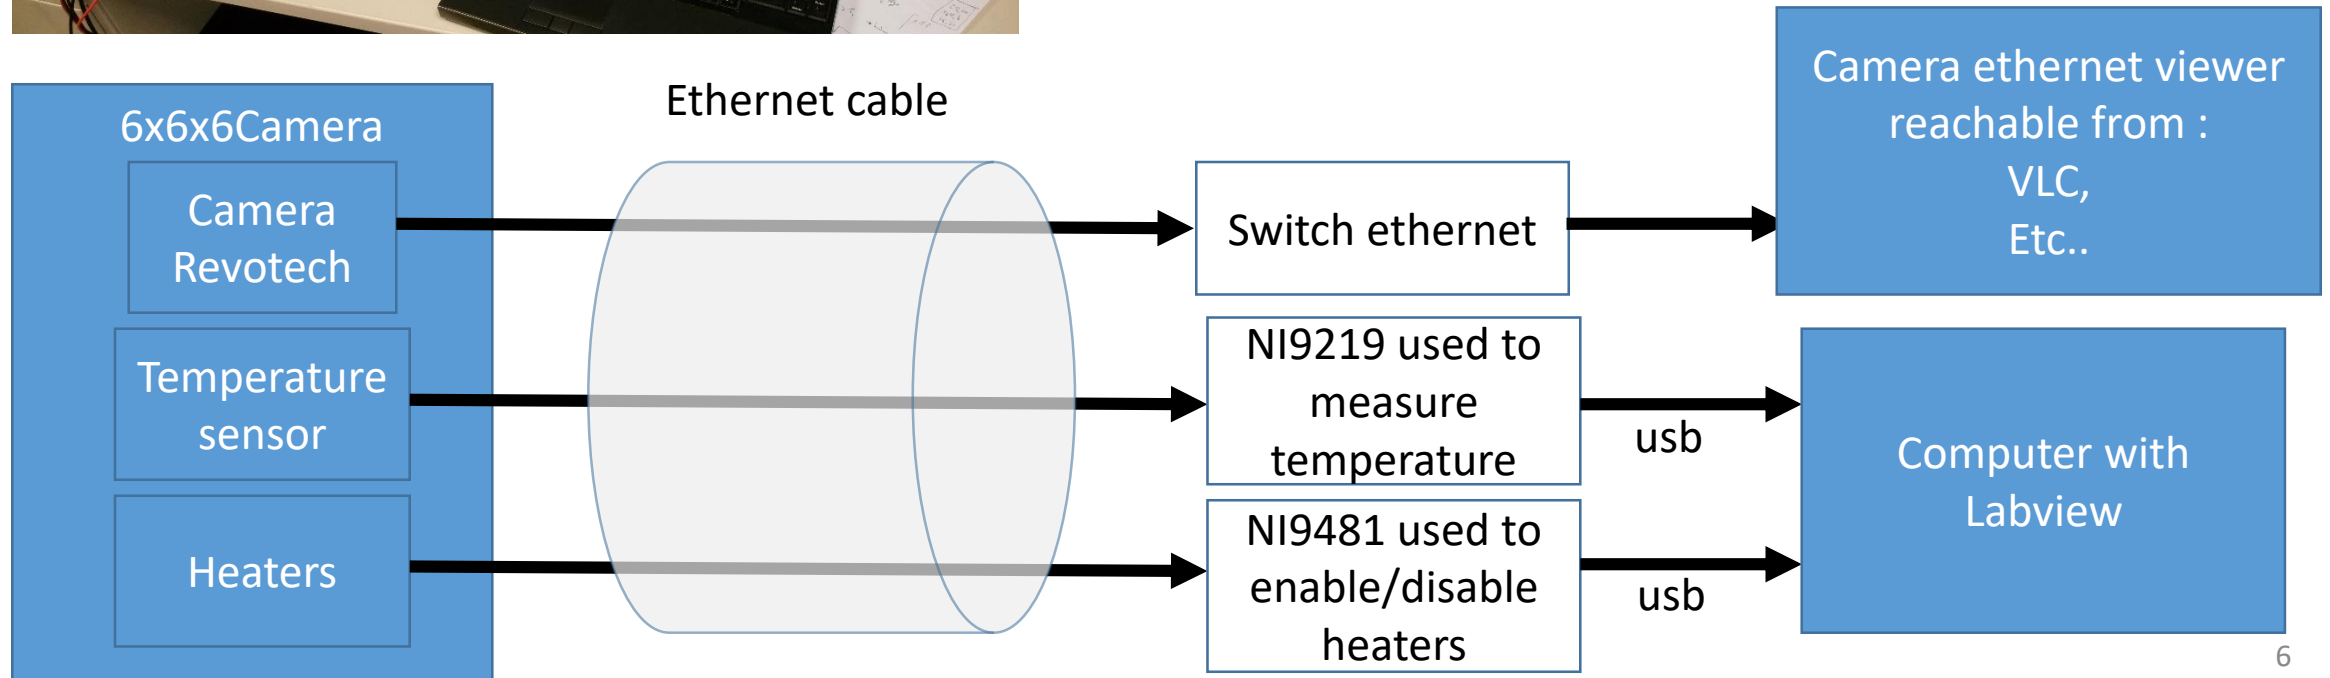 6x6x6Camera
Camera
Revotech
Temperature
sensor
Heaters
Ethernet cable
Switch ethernet
NI9219 used to
measure
temperature
NI9481 used to
enable/disable
heaters
usb
usb
Camera ethernet viewer
reachable from :
VLC,
Etc..
Computer with
Labview
6